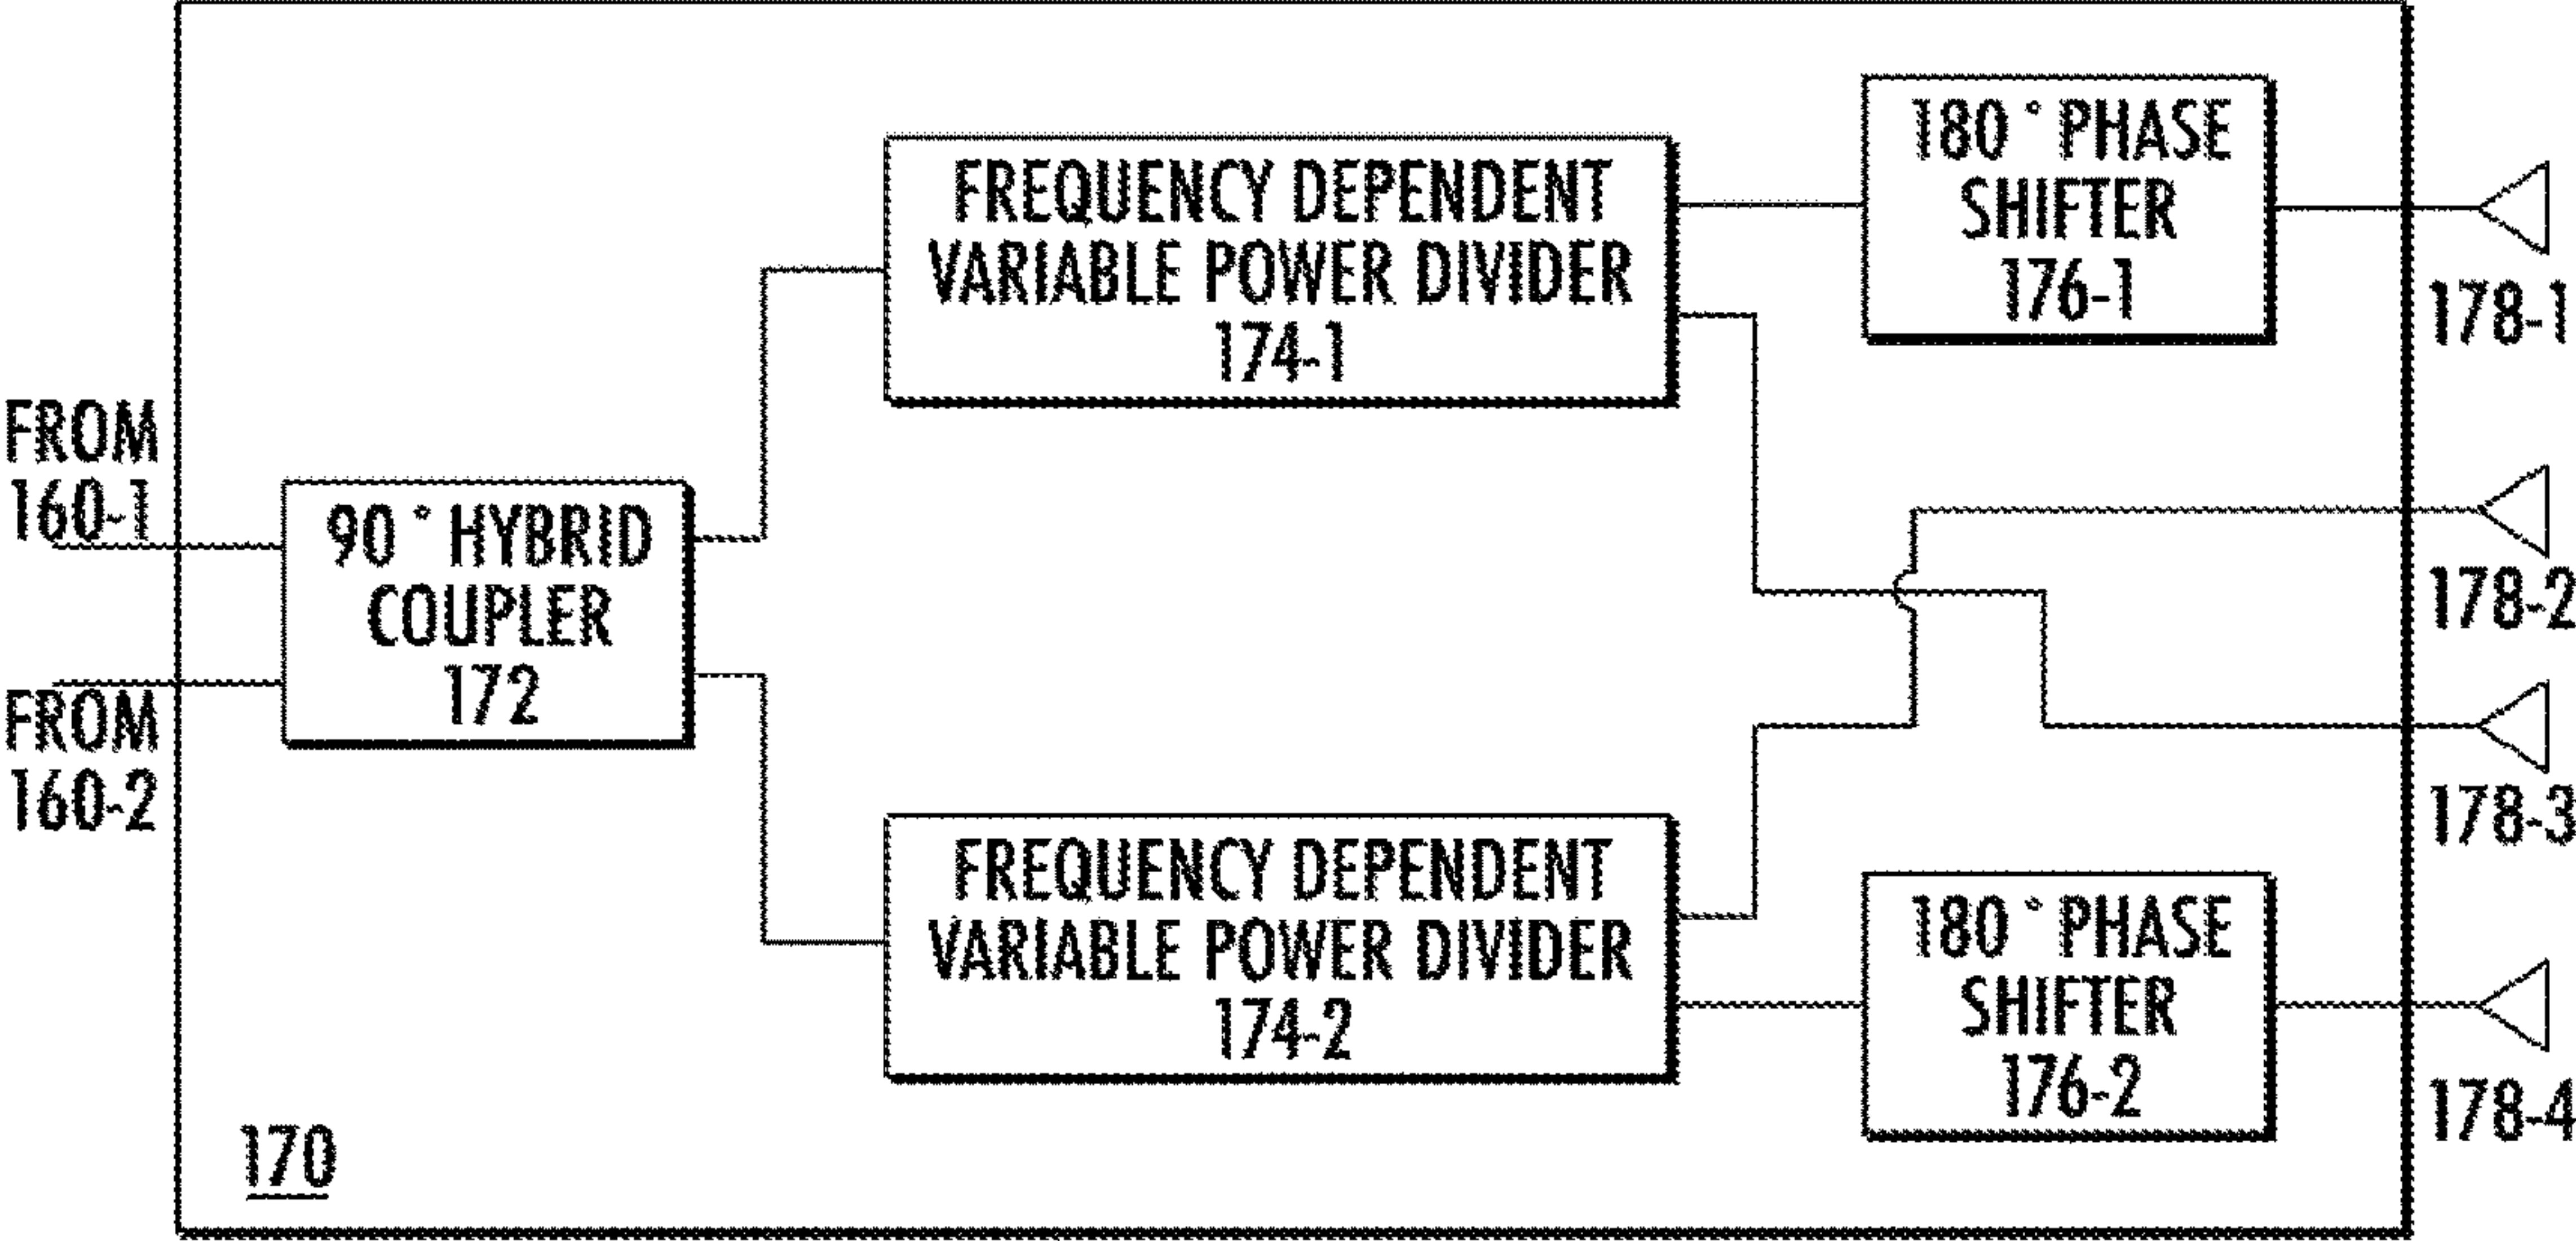 FROM
160-1
FROM
160-2
90° HYBRID
COUPLER
172
FREQUENCY DEPENDENT
VARIABLE POWER DIVIDER
174-1
FREQUENCY DEPENDENT
VARIABLE POWER DIVIDER
174-2
180° PHASE
SHIFTER
176-1
180° PHASE
SHIFTER
176-2
178-1
178-2
178-3
178-4
170